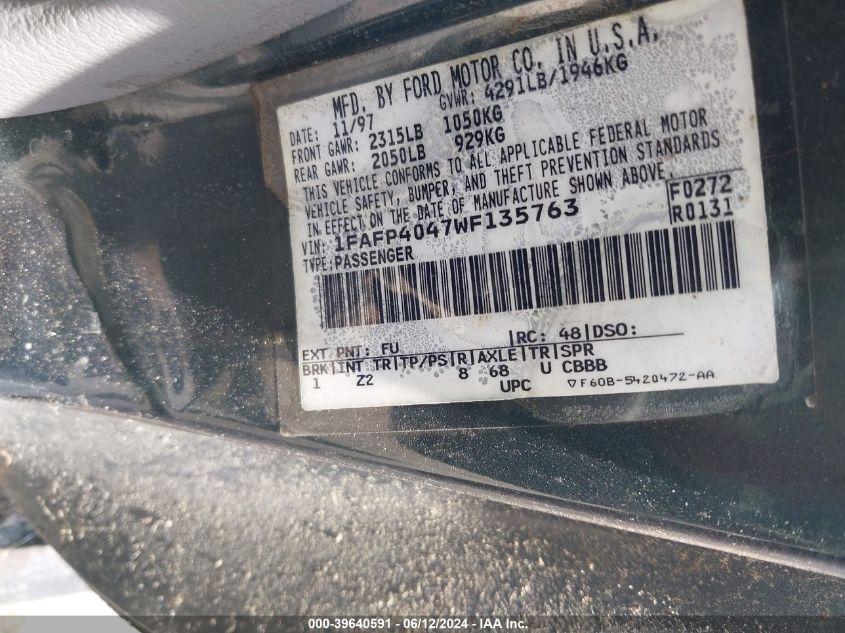 MFD. BY FORD MOTOR CO. IN U.S.A.
DATE: 11/97 GVWR: 4291LB/1946KG
FRONT GAWR: 2315LB 1050KG
REAR GAWR: 2050LB 929KG
THIS VEHICLE CONFORMS TO ALL APPLICABLE FEDERAL MOTOR
VEHICLE SAFETY, BUMPER, AND THEFT PREVENTION STANDARDS
IN EFFECT ON THE DATE OF MANUFACTURE SHOWN ABOVE.
VIN: 1FAFP4047WF135763 F0272
TYPE: PASSENGER R0131
EXT PNT: FU |RC: 48|DSO:
BRK|INT TR|TP/PS|R|AXLE|TR|SPR
1 Z2 8 68 U CBBB
UPC ▽F60B-5420472-AA
000-39640591 - 06/12/2024 - IAA Inc.